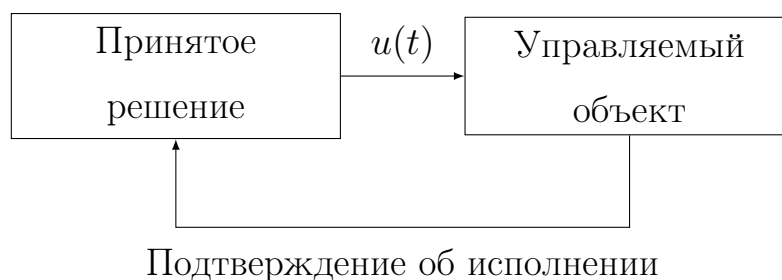 Принятое
решение
u(t)
Управляемый
объект
Подтверждение об исполнении